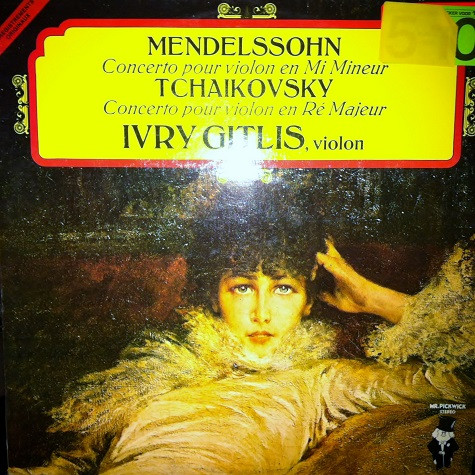 MENDELSSOHN
Concerto pour violon en Mi Mineur
TCHAIKOVSKY
Concerto pour violon en Ré Majeur
IVRY GITLIS, violon
MR. PICKWICK
STEREO